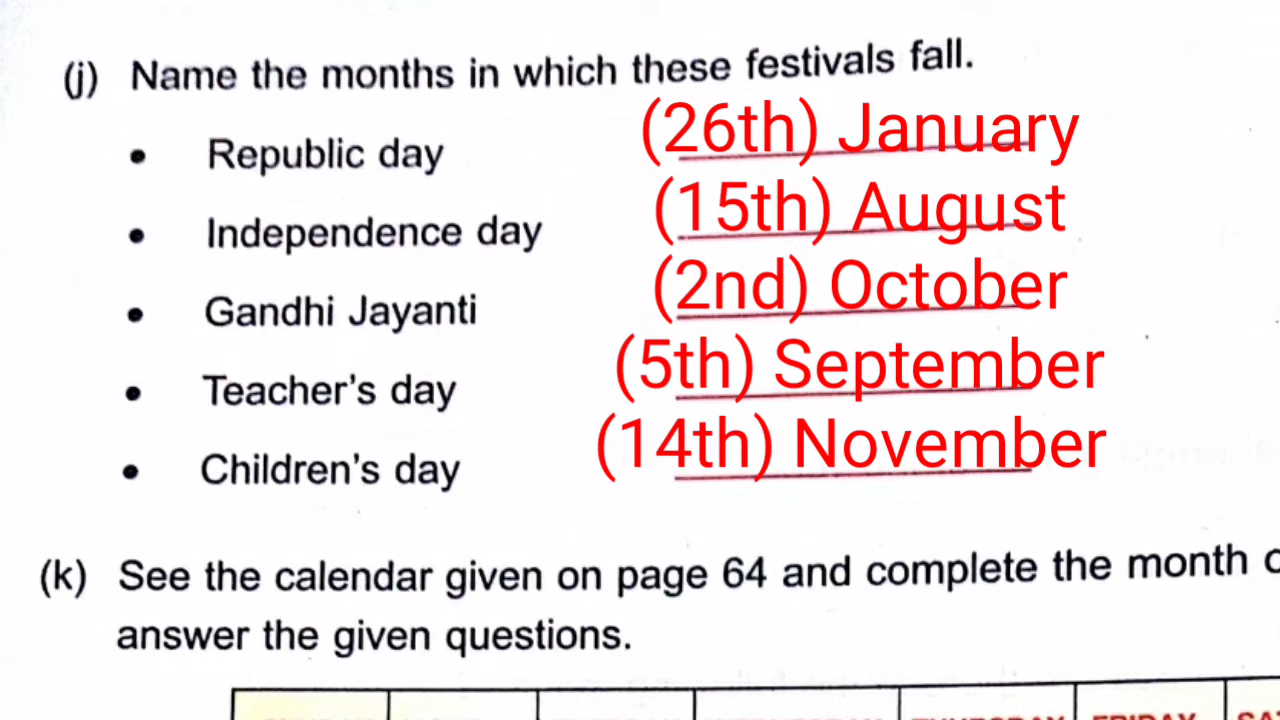 (j) Name the months in which these festivals fall.
• Republic day (26th) January
• Independence day (15th) August
• Gandhi Jayanti (2nd) October
• Teacher's day (5th) September
• Children's day (14th) November
(k) See the calendar given on page 64 and complete the month
answer the given questions.